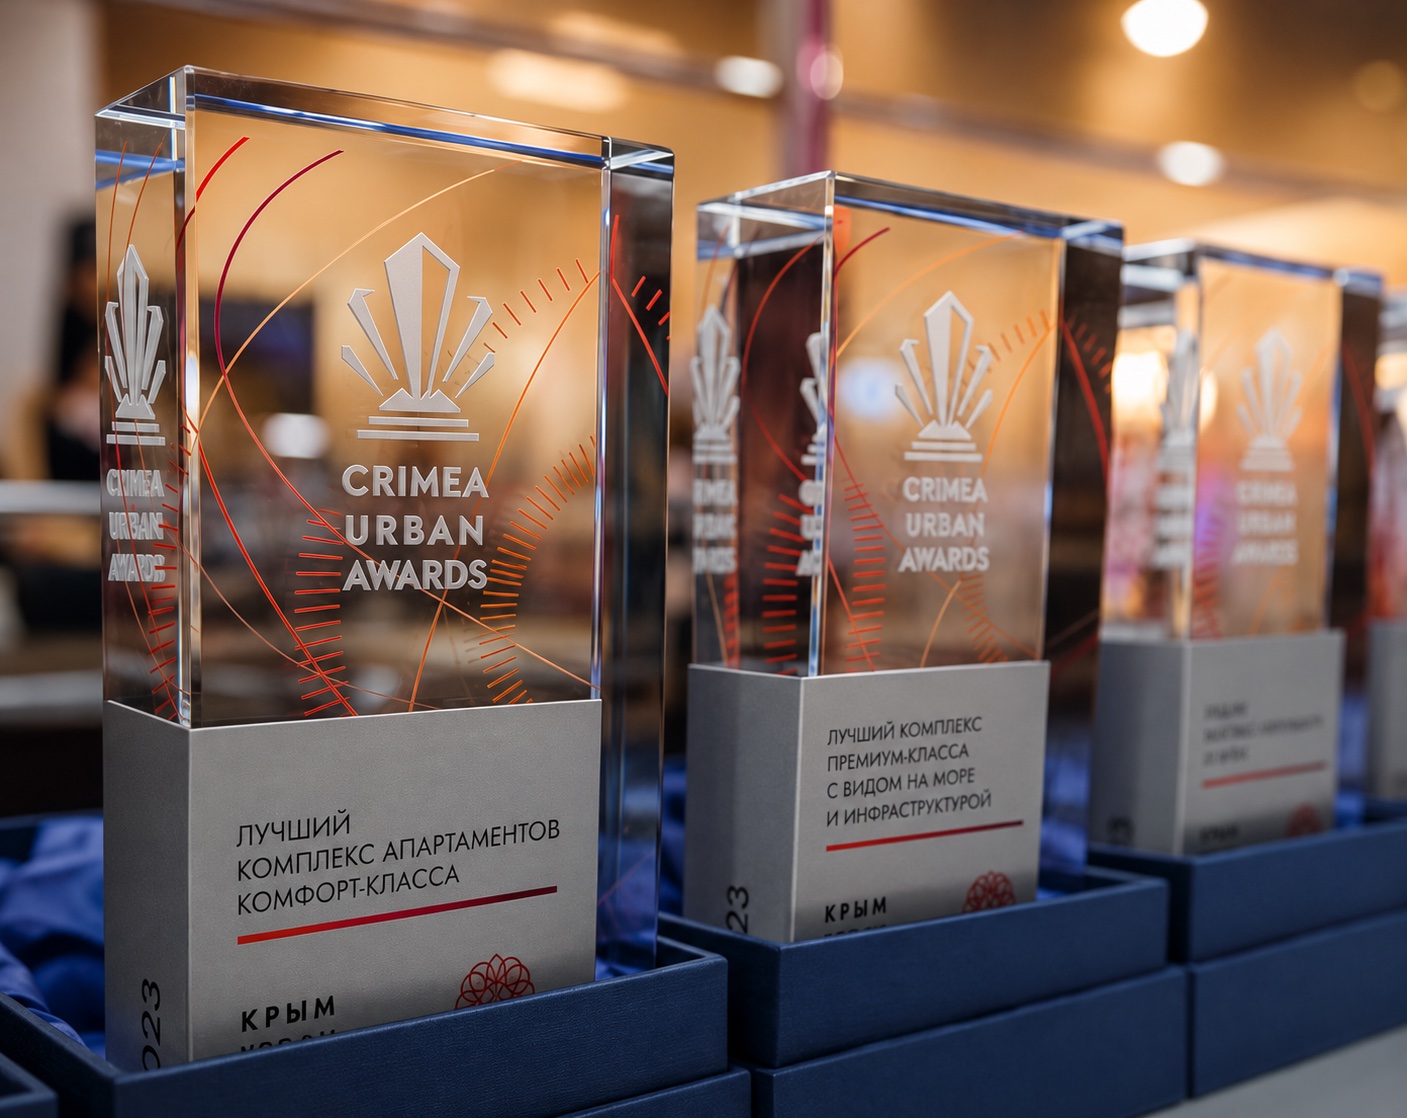 CRIMEA
URBAN
AWARDS
ЛУЧШИЙ
КОМПЛЕКС АПАРТАМЕНТОВ
КОМФОРТ-КЛАССА
КРЫМ
023
CRIMEA
URBAN
AWARDS
CRIMEA
URBAN
AWARDS
ЛУЧШИЙ КОМПЛЕКС
ПРЕМИУМ-КЛАССА
С ВИДОМ НА МОРЕ
И ИНФРАСТРУКТУРОЙ
КРЫМ
23
CRIMEA
URBAN
AWARDS